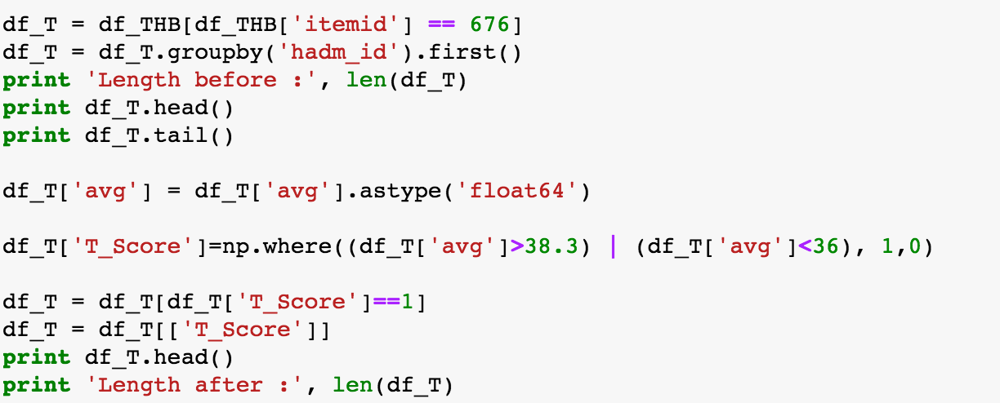 df_T = df_THB[df_THB['itemid'] == 676]
df_T = df_T.groupby('hadm_id').first()
print 'Length before :', len(df_T)
print df_T.head()
print df_T.tail()

df_T['avg'] = df_T['avg'].astype('float64')

df_T['T_Score']=np.where((df_T['avg']>38.3) | (df_T['avg']<36), 1,0)

df_T = df_T[df_T['T_Score']==1]
df_T = df_T[['T_Score']]
print df_T.head()
print 'Length after :', len(df_T)